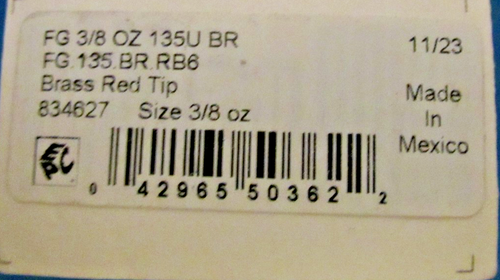 FG 3/8 OZ 135U BR
FG.135.BR.RB6
Brass Red Tip
834627 Size 3/8 oz
11/23
Made
In
Mexico
0 42965 50362 2